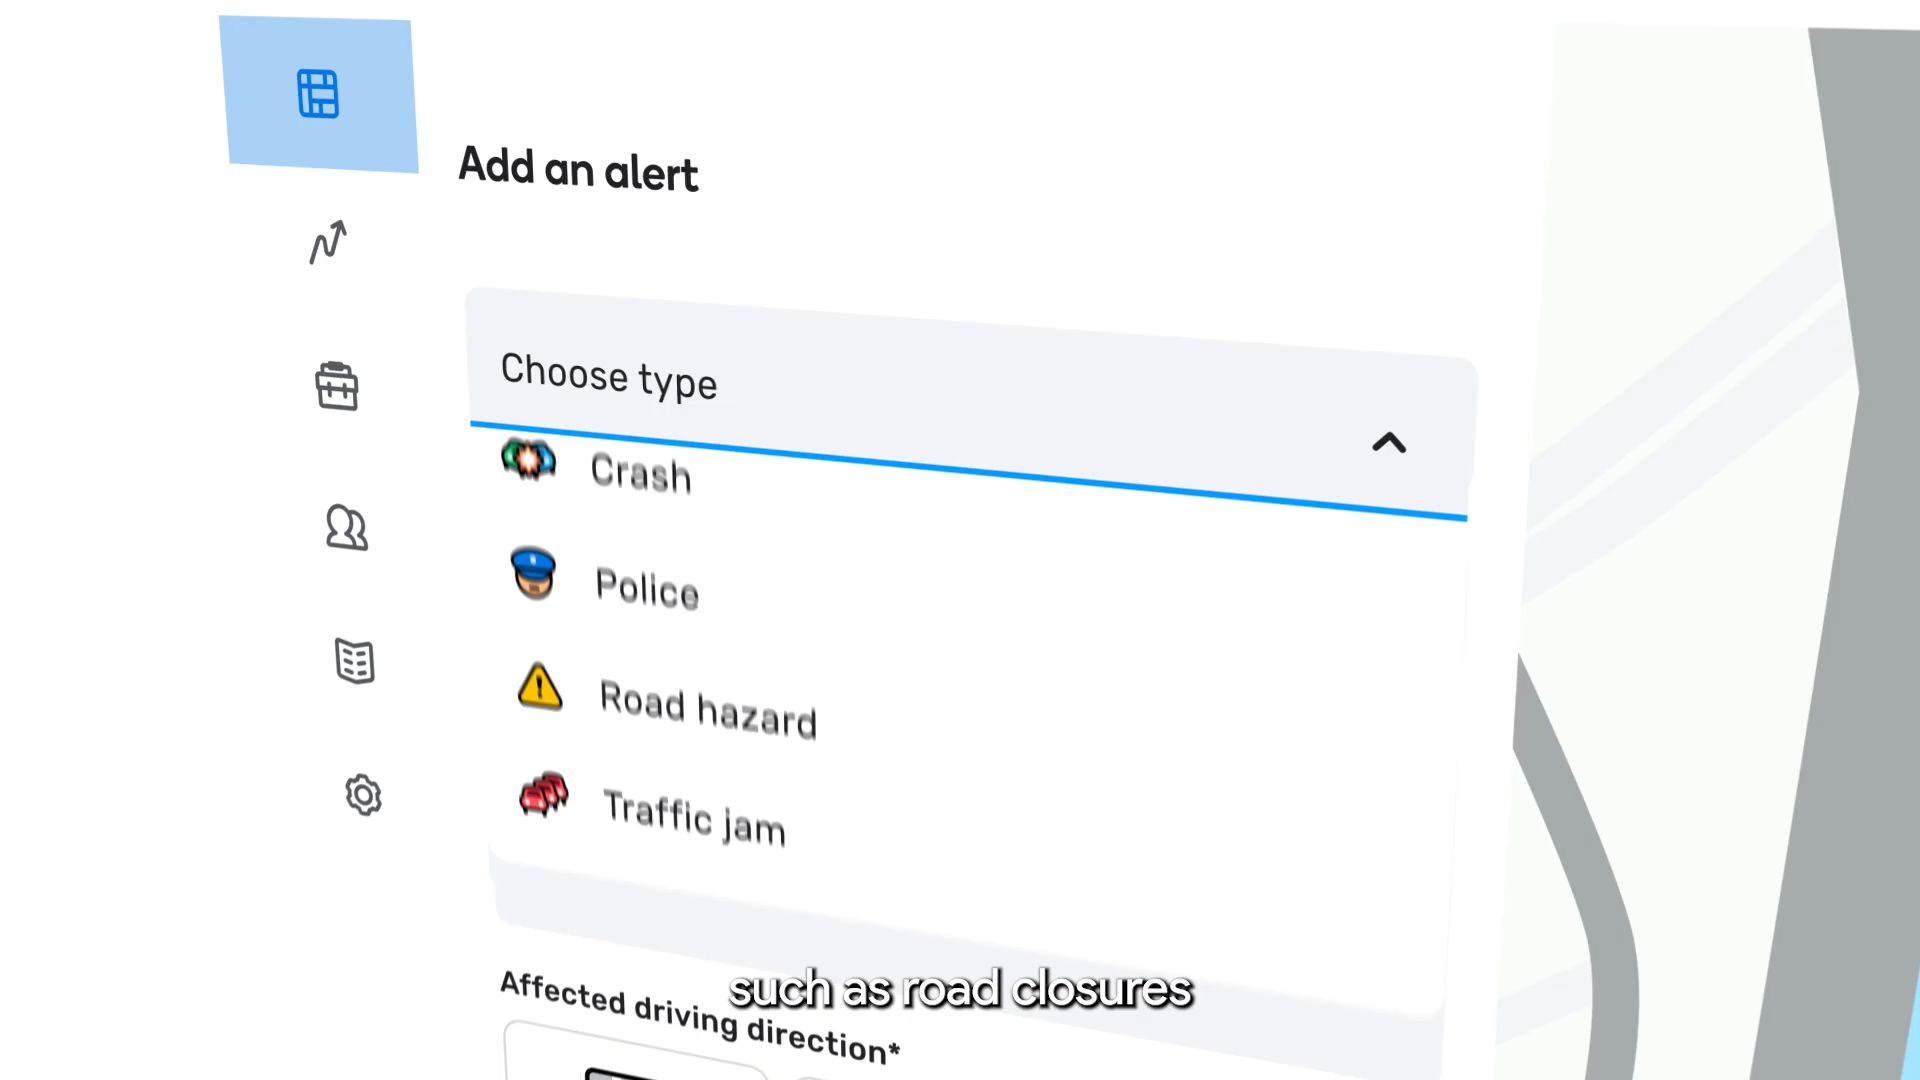 Add an alert
Choose type
Crash
Police
Road hazard
Traffic jam
Affected driving direction*
such as road closures